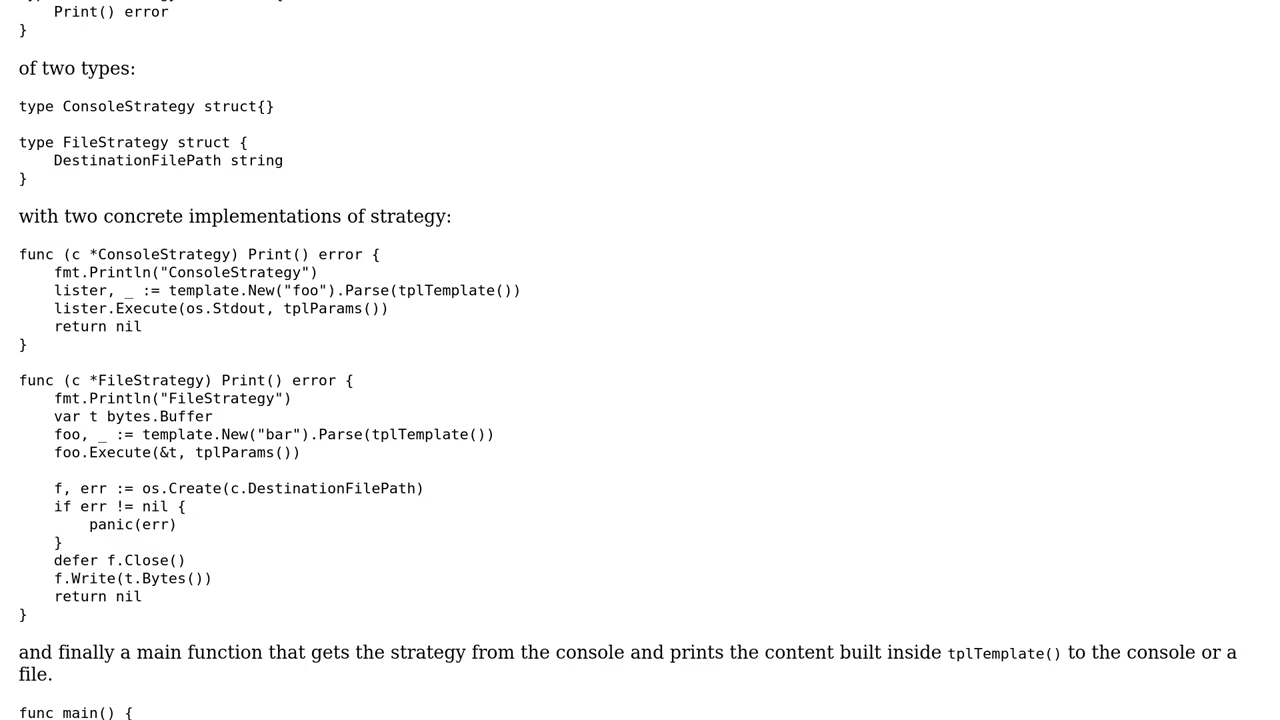 Print() error
}
of two types:
type ConsoleStrategy struct{}
type FileStrategy struct {
    DestinationFilePath string
}
with two concrete implementations of strategy:
func (c *ConsoleStrategy) Print() error {
    fmt.Println("ConsoleStrategy")
    lister, _ := template.New("foo").Parse(tplTemplate())
    lister.Execute(os.Stdout, tplParams())
    return nil
}
func (c *FileStrategy) Print() error {
    fmt.Println("FileStrategy")
    var t bytes.Buffer
    foo, _ := template.New("bar").Parse(tplTemplate())
    foo.Execute(&t, tplParams())
    f, err := os.Create(c.DestinationFilePath)
    if err != nil {
        panic(err)
    }
    defer f.Close()
    f.Write(t.Bytes())
    return nil
}
and finally a main function that gets the strategy from the console and prints the content built inside tplTemplate() to the console or a
file.
func main() {